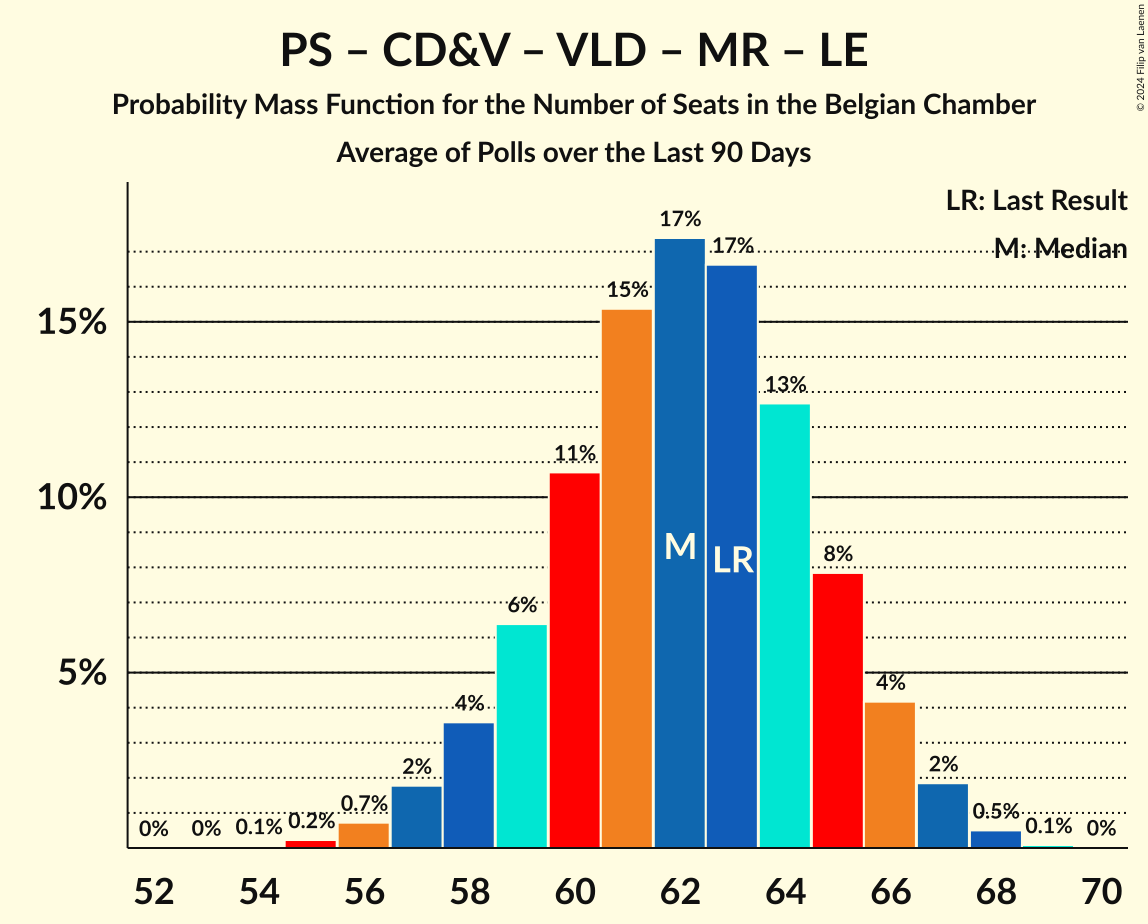 PS – CD&V – VLD – MR – LE
Probability Mass Function for the Number of Seats in the Belgian Chamber
Average of Polls over the Last 90 Days
© 2024 Filip van Laenen
LR: Last Result
M: Median
15%
10%
5%
0%
0%
0.1%
0.2%
0.7%
2%
4%
6%
11%
15%
17%
17%
13%
8%
4%
2%
0.5%
0.1%
0%
M
LR
52 54 56 58 60 62 64 66 68 70